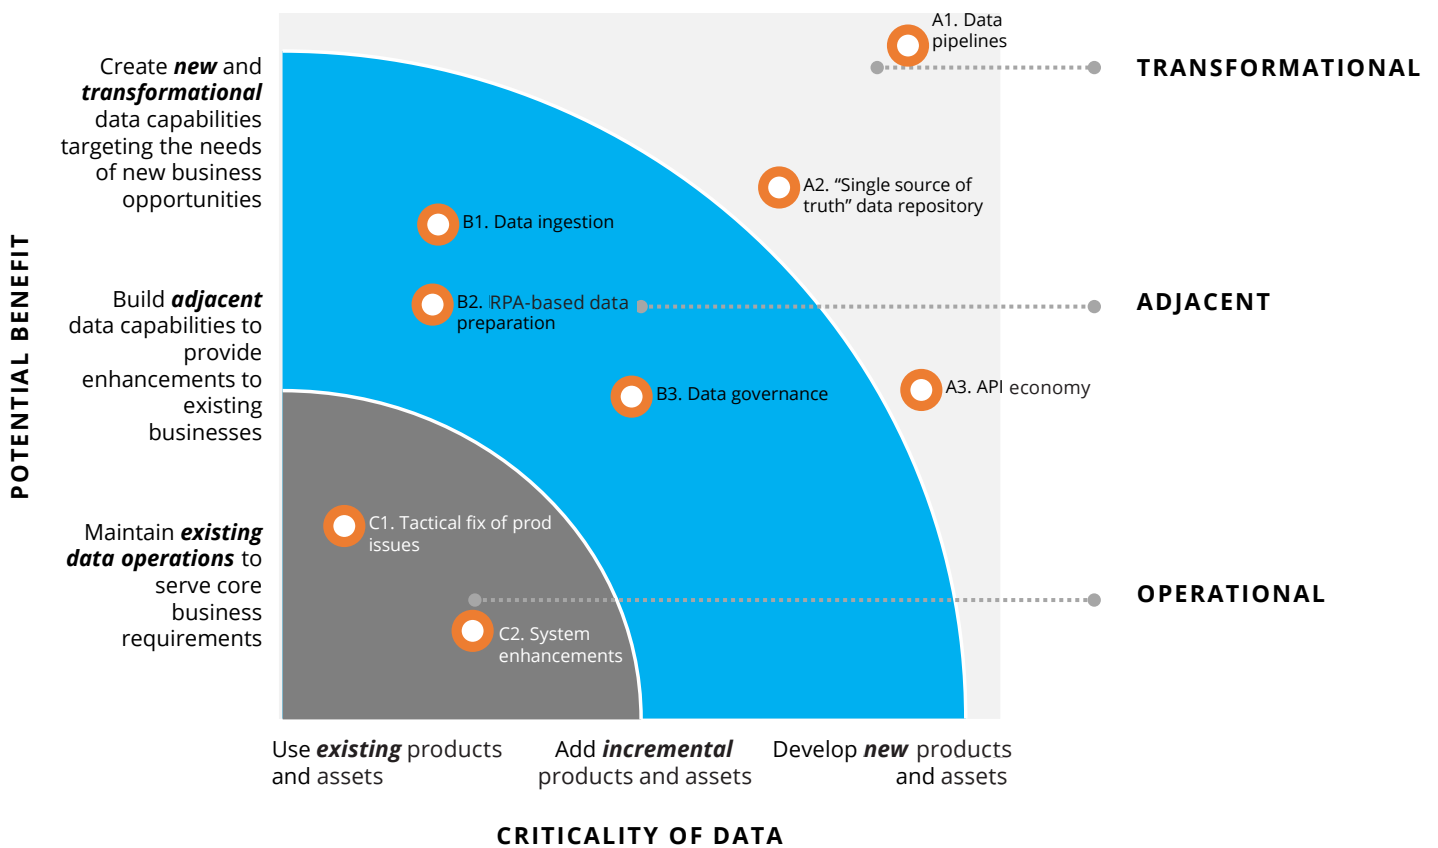 POTENTIAL BENEFIT
Create new and
transformational
data capabilities
targeting the needs
of new business
opportunities
Build adjacent
data capabilities to
provide
enhancements to
existing
businesses
Maintain existing
data operations to
serve core
business
requirements
A1. Data
pipelines
A2. “Single source of
truth” data repository
B1. Data ingestion
B2. RPA-based data
preparation
B3. Data governance
A3. API economy
C1. Tactical fix of prod
issues
C2. System
enhancements
TRANSFORMATIONAL
ADJACENT
OPERATIONAL
Use existing products
and assets
Add incremental
products and assets
Develop new products
and assets
CRITICALITY OF DATA